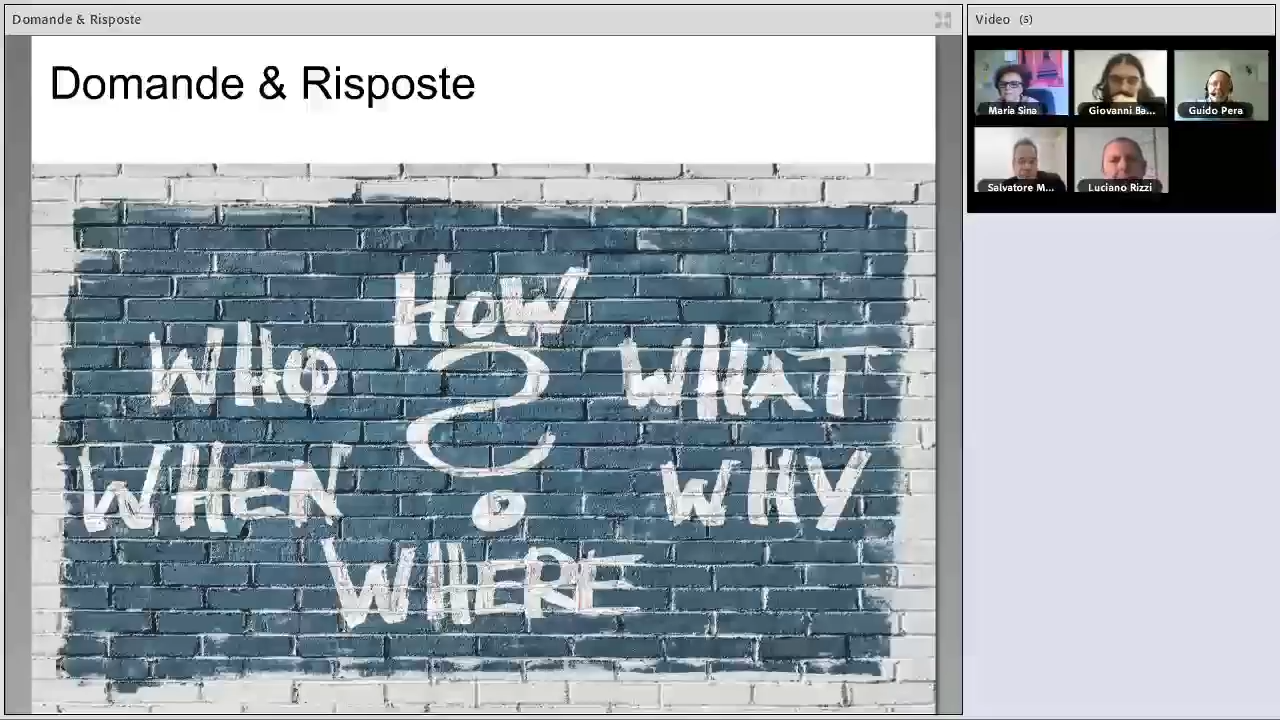 Domande & Risposte
Video (5)
Domande & Risposte
Maria Sina
Giovanni Ba...
Guido Pera
Salvatore M...
Luciano Rizzi
HOW
WHO
?
WHAT
WHEN
WHY
WHERE